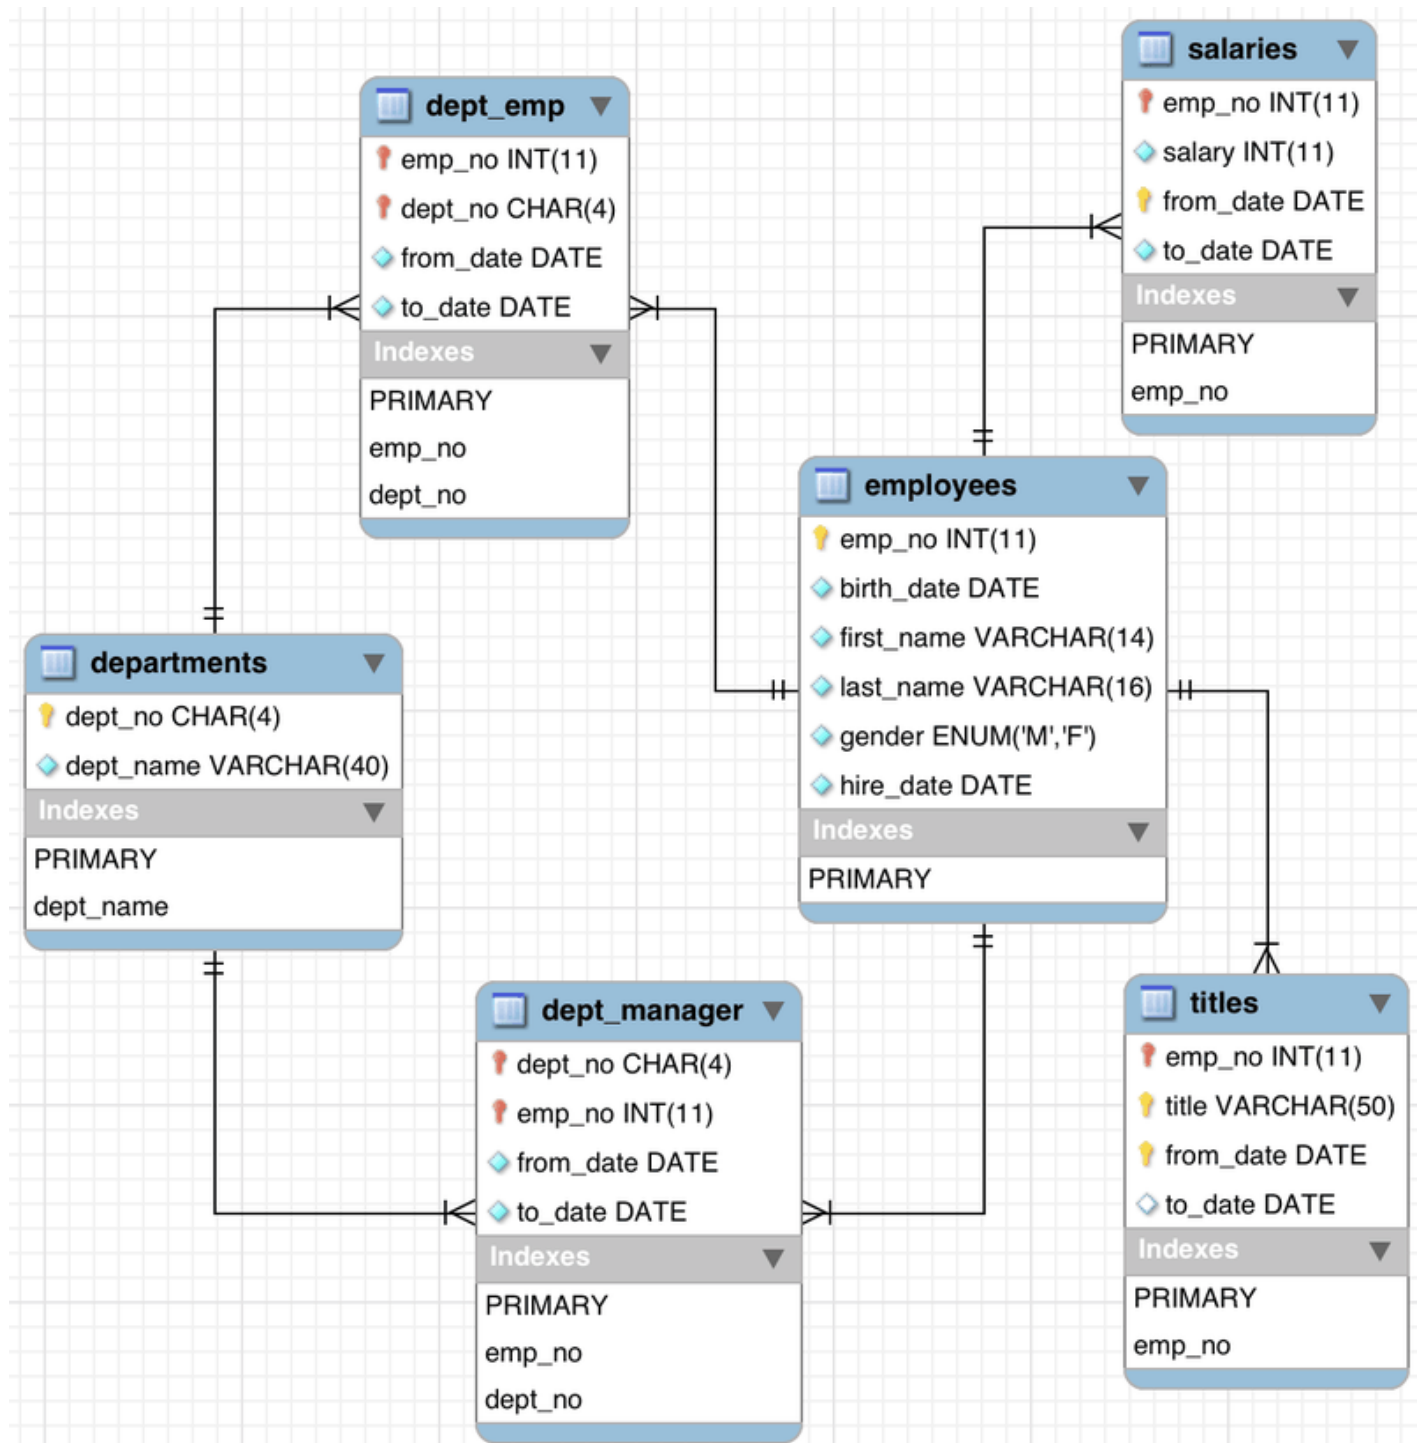 salaries
emp_no INT(11)
salary INT(11)
from_date DATE
to_date DATE
Indexes
PRIMARY
emp_no
dept_emp
emp_no INT(11)
dept_no CHAR(4)
from_date DATE
to_date DATE
Indexes
PRIMARY
emp_no
dept_no
employees
emp_no INT(11)
birth_date DATE
first_name VARCHAR(14)
last_name VARCHAR(16)
gender ENUM('M','F')
hire_date DATE
Indexes
PRIMARY
departments
dept_no CHAR(4)
dept_name VARCHAR(40)
Indexes
PRIMARY
dept_name
dept_manager
dept_no CHAR(4)
emp_no INT(11)
from_date DATE
to_date DATE
Indexes
PRIMARY
emp_no
dept_no
titles
emp_no INT(11)
title VARCHAR(50)
from_date DATE
to_date DATE
Indexes
PRIMARY
emp_no